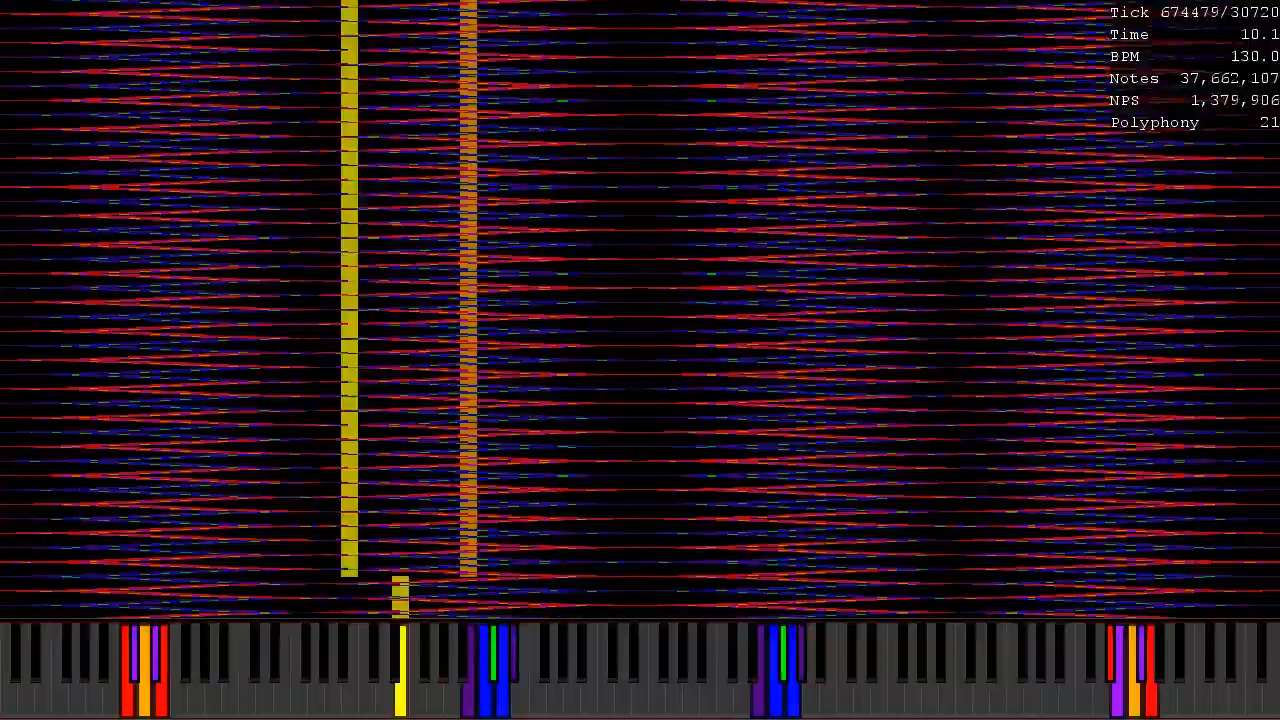 Tick 674479/30720
Time 10.1
BPM 130.0
Notes 37,662,107
NPS 1,379,906
Polyphony 21